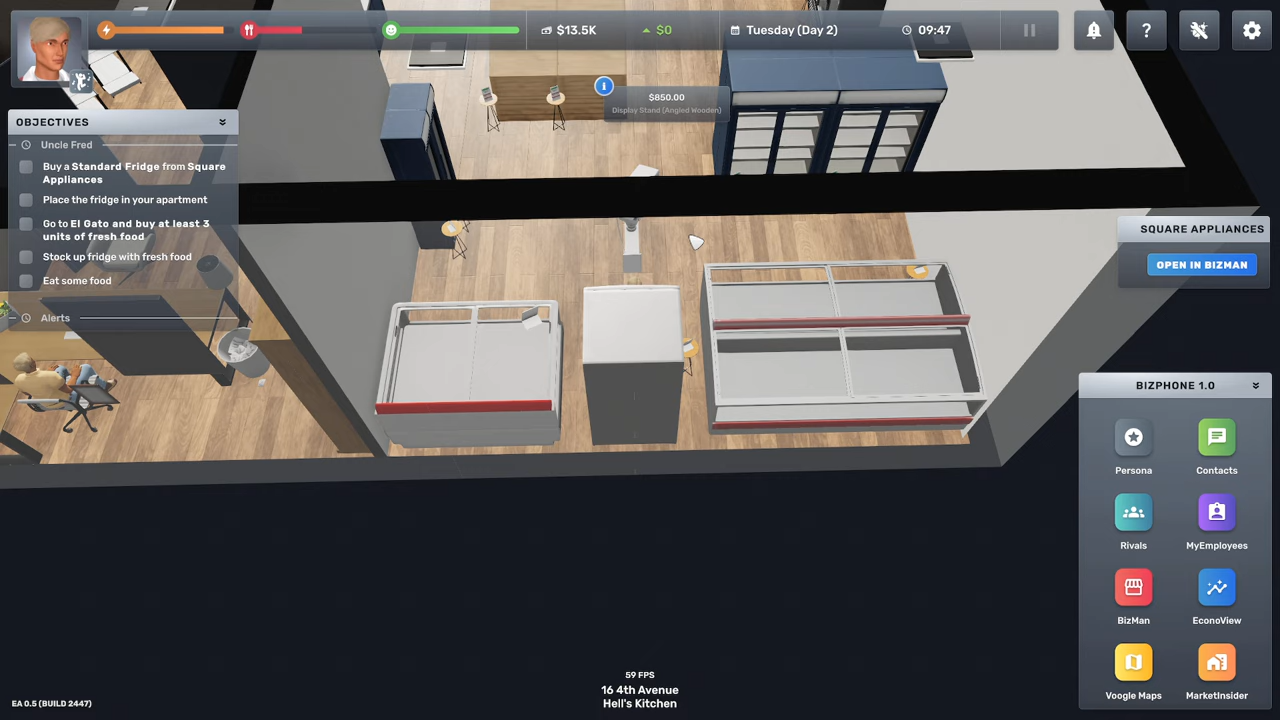 $13.5K
$0
Tuesday (Day 2)
09:47
?
OBJECTIVES
Uncle Fred
Buy a Standard Fridge from Square
Appliances
Place the fridge in your apartment
Go to El Gato and buy at least 3
units of fresh food
Stock up fridge with fresh food
Eat some food
Alerts
i
$850.00
Display Stand (Angled Wooden)
SQUARE APPLIANCES
OPEN IN BIZMAN
BIZPHONE 1.0
Persona
Contacts
Rivals
MyEmployees
BizMan
EconoView
Voogle Maps
MarketInsider
59 FPS
16 4th Avenue
Hell's Kitchen
EA 0.5 (BUILD 2447)